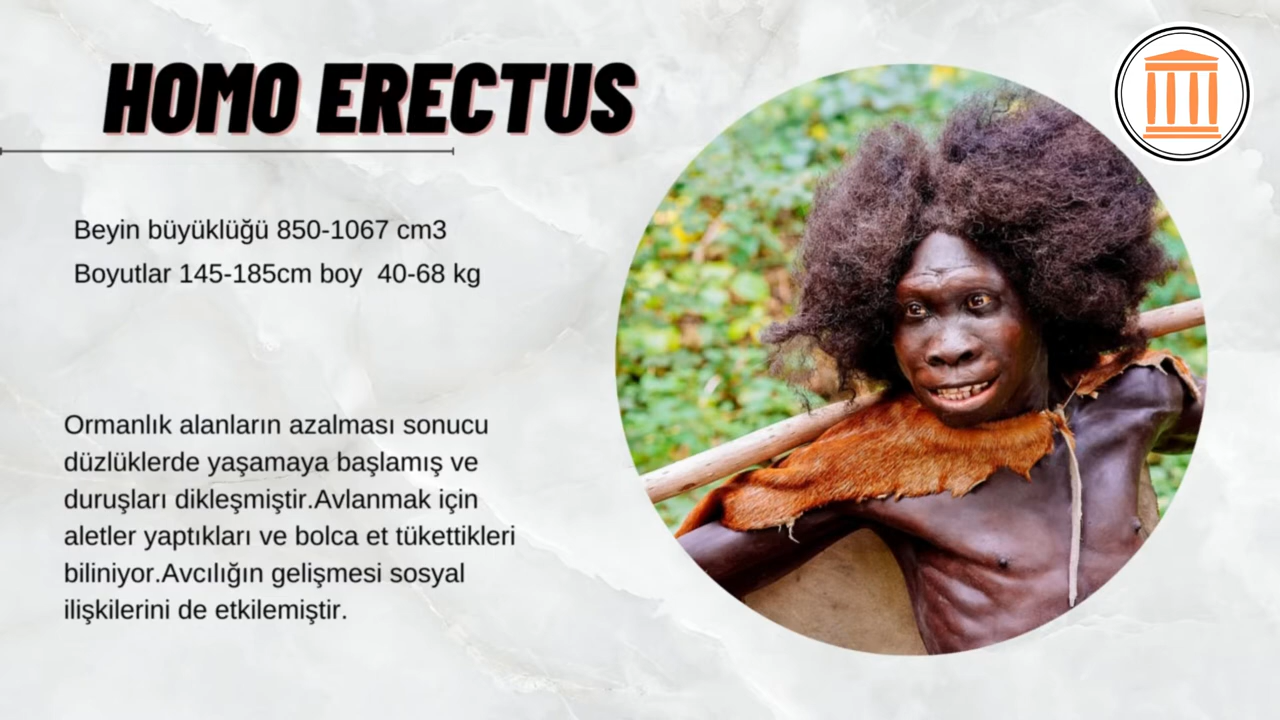 HOMO ERECTUS
Beyin büyüklüğü 850-1067 cm3
Boyutlar 145-185cm boy  40-68 kg
Ormanlık alanların azalması sonucu
düzlüklerde yaşamaya başlamış ve
duruşları dikleşmiştir.Avlanmak için
aletler yaptıkları ve bolca et tükettikleri
biliniyor.Avcılığın gelişmesi sosyal
ilişkilerini de etkilemiştir.